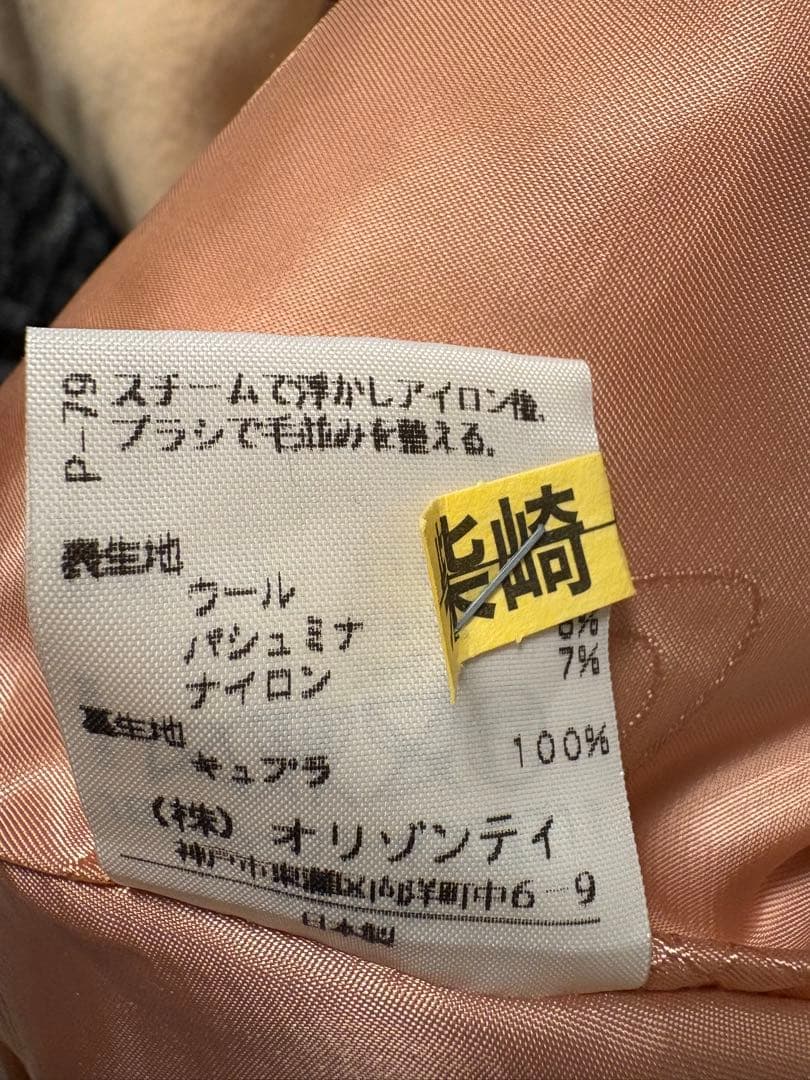 P-79
スチームで浮かしアイロン後、
ブラシで毛並みを整える。
柴崎
表生地
ウール
パシュミナ
ナイロン 7%
裏生地
キュプラ 100%
(株) オリゾンティ
神戸市東灘区向洋町中6-9
日本製